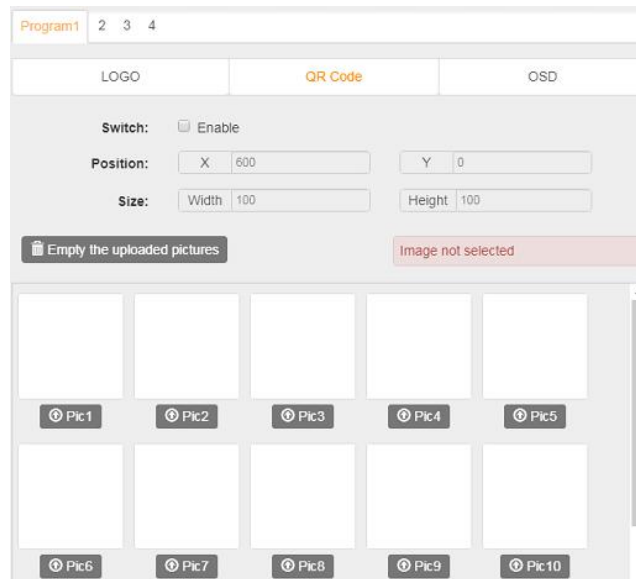 Program1 2 3 4
LOGO QR Code OSD
Switch: Enable
Position: X 600 Y 0
Size: Width 100 Height 100
Empty the uploaded pictures Image not selected
Pic1 Pic2 Pic3 Pic4 Pic5
Pic6 Pic7 Pic8 Pic9 Pic10